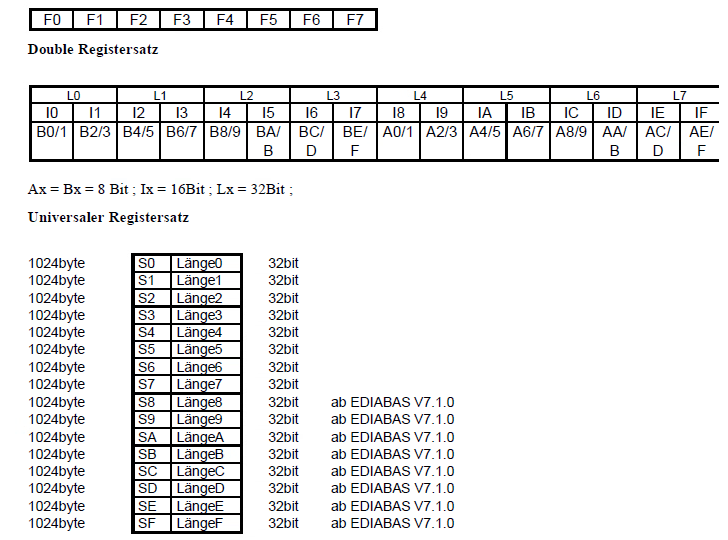 F0 F1 F2 F3 F4 F5 F6 F7
Double Registersatz
L0 L1 L2 L3 L4 L5 L6 L7
I0 I1 I2 I3 I4 I5 I6 I7 I8 I9 IA IB IC ID IE IF
B0/1 B2/3 B4/5 B6/7 B8/9 BA/ BC/ BE/ A0/1 A2/3 A4/5 A6/7 A8/9 AA/ AC/ AE/
B D F B D F
Ax = Bx = 8 Bit ; Ix = 16Bit ; Lx = 32Bit ;
Universaler Registersatz
1024byte S0 Länge0 32bit
1024byte S1 Länge1 32bit
1024byte S2 Länge2 32bit
1024byte S3 Länge3 32bit
1024byte S4 Länge4 32bit
1024byte S5 Länge5 32bit
1024byte S6 Länge6 32bit
1024byte S7 Länge7 32bit
1024byte S8 Länge8 32bit ab EDIABAS V7.1.0
1024byte S9 Länge9 32bit ab EDIABAS V7.1.0
1024byte SA LängeA 32bit ab EDIABAS V7.1.0
1024byte SB LängeB 32bit ab EDIABAS V7.1.0
1024byte SC LängeC 32bit ab EDIABAS V7.1.0
1024byte SD LängeD 32bit ab EDIABAS V7.1.0
1024byte SE LängeE 32bit ab EDIABAS V7.1.0
1024byte SF LängeF 32bit ab EDIABAS V7.1.0